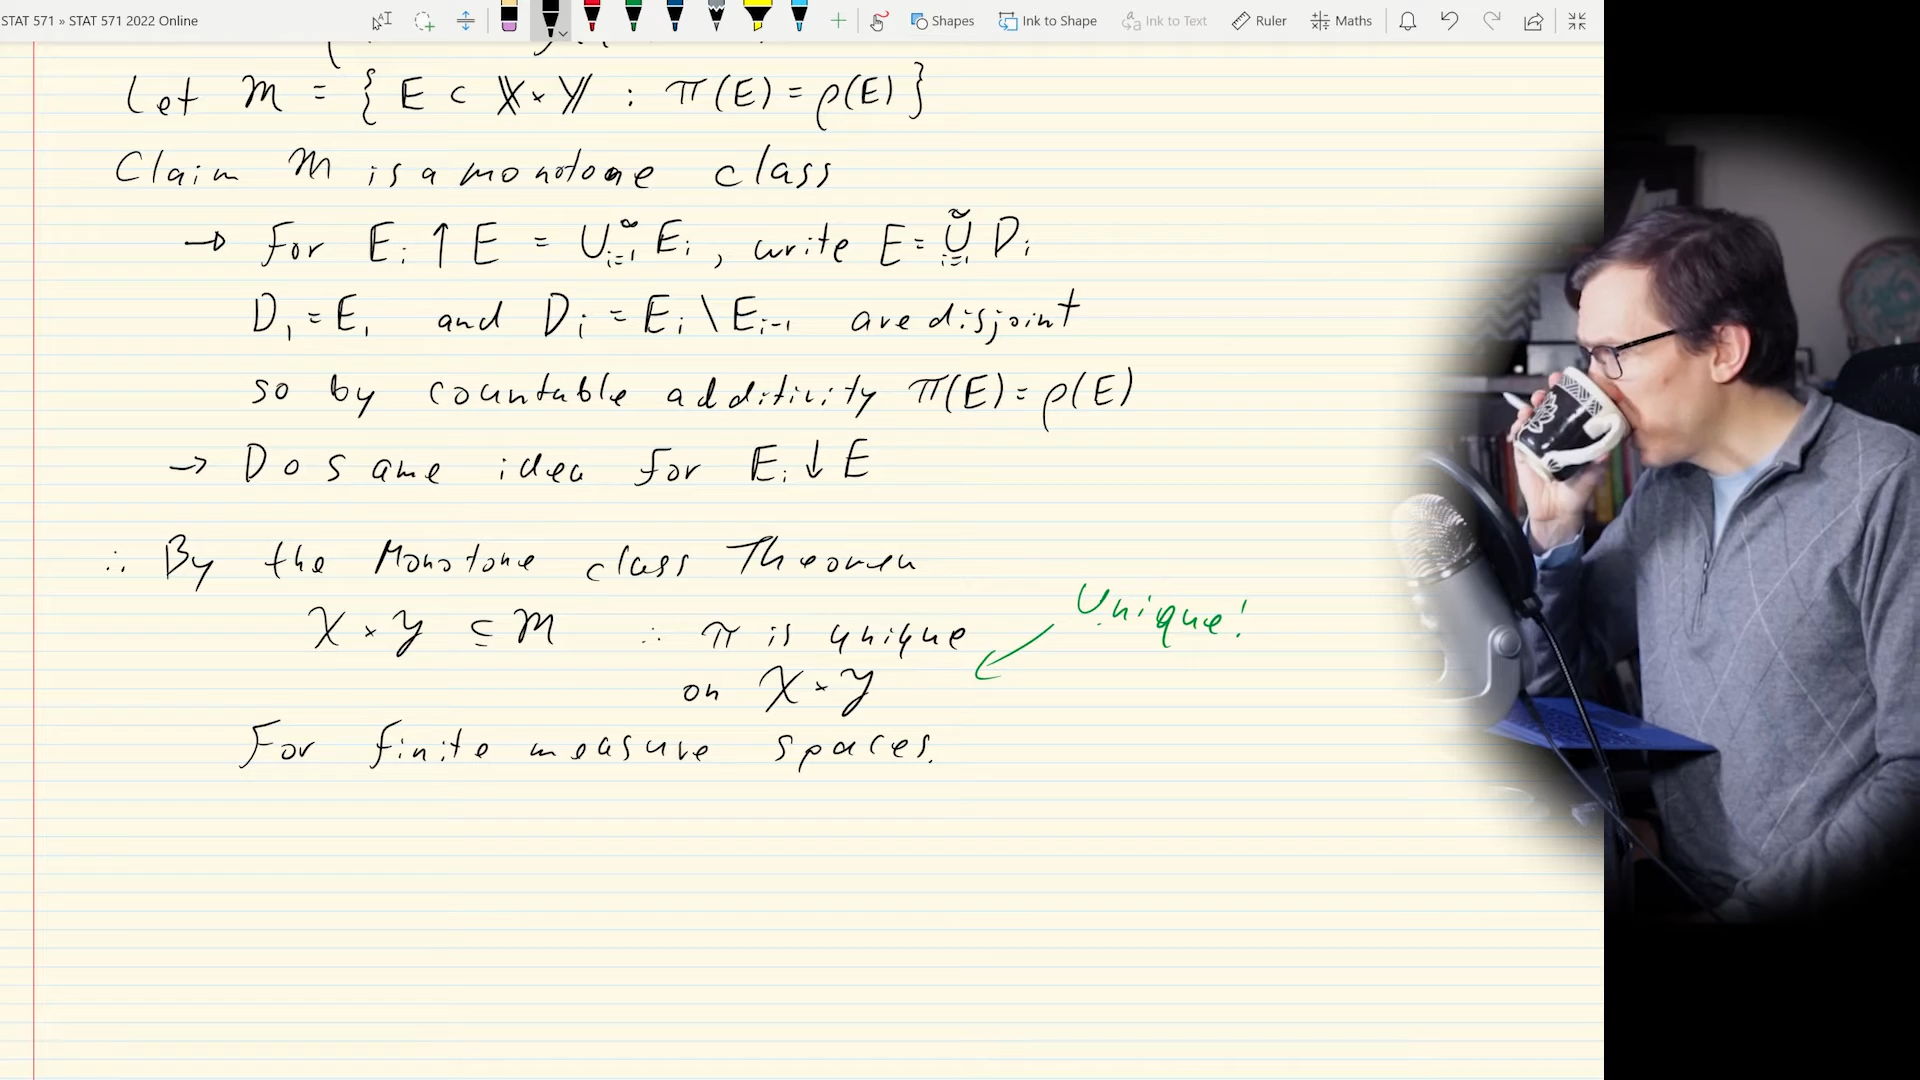 STAT 571 » STAT 571 2022 Online
Shapes Ink to Shape Ink to Text Ruler Maths
Let M = { E ⊂ 𝕏 × 𝕐 : π(E) = ρ(E) }
Claim M is a monotone class
→ For Eᵢ ↑ E = ∪ᵢ₌₁^∞ Eᵢ , write E = ∪ᵢ₌₁^∞ Dᵢ
D₁ = E₁ and Dᵢ = Eᵢ \ Eᵢ₋₁ are disjoint
so by countable additivity π(E) = ρ(E)
→ Do same idea for Eᵢ ↓ E
∴ By the Monotone class Theorem
𝒳 × 𝒴 ⊆ M ∴ π is unique
Unique!
on 𝒳 × 𝒴
For finite measure spaces.